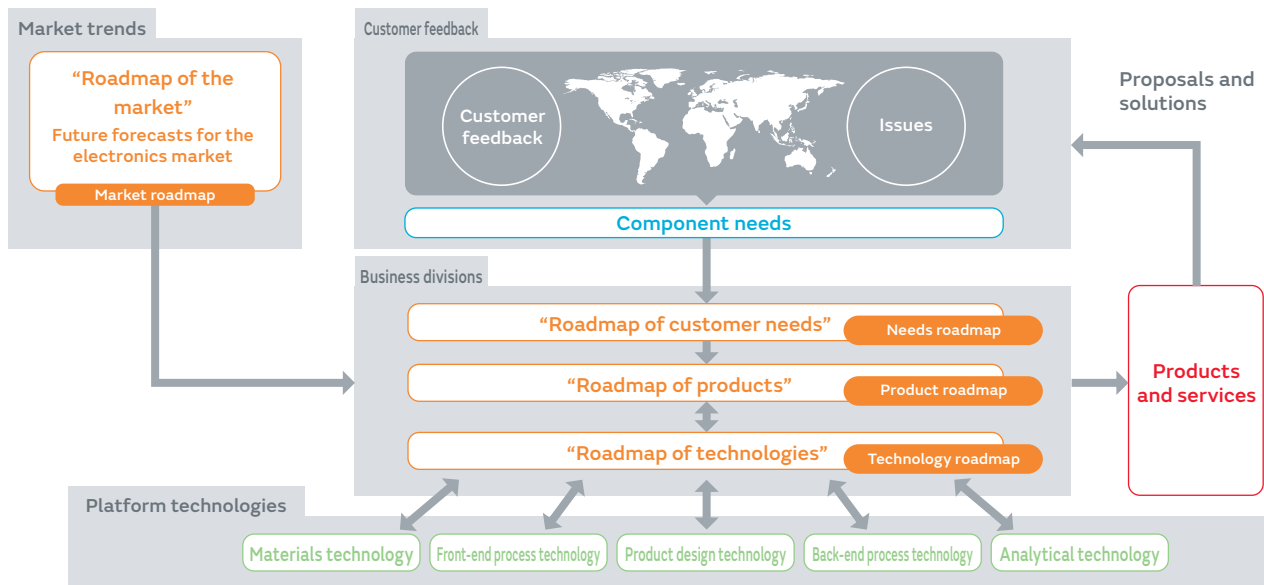 Market trends
“Roadmap of the
market”
Future forecasts for the
electronics market
Market roadmap
Customer feedback
Customer
feedback
Issues
Component needs
Proposals and
solutions
Business divisions
“Roadmap of customer needs”
Needs roadmap
“Roadmap of products”
Product roadmap
“Roadmap of technologies”
Technology roadmap
Products
and services
Platform technologies
Materials technology
Front-end process technology
Product design technology
Back-end process technology
Analytical technology